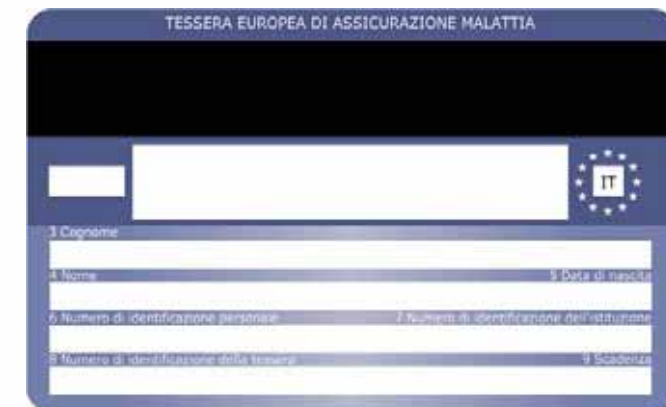 TESSERA EUROPEA DI ASSICURAZIONE MALATTIA
IT
3 Cognome
4 Nome 5 Data di nascita
6 Numero di identificazione personale 7 Numero di identificazione dell'istituzione
8 Numero di identificazione della tessera 9 Scadenza